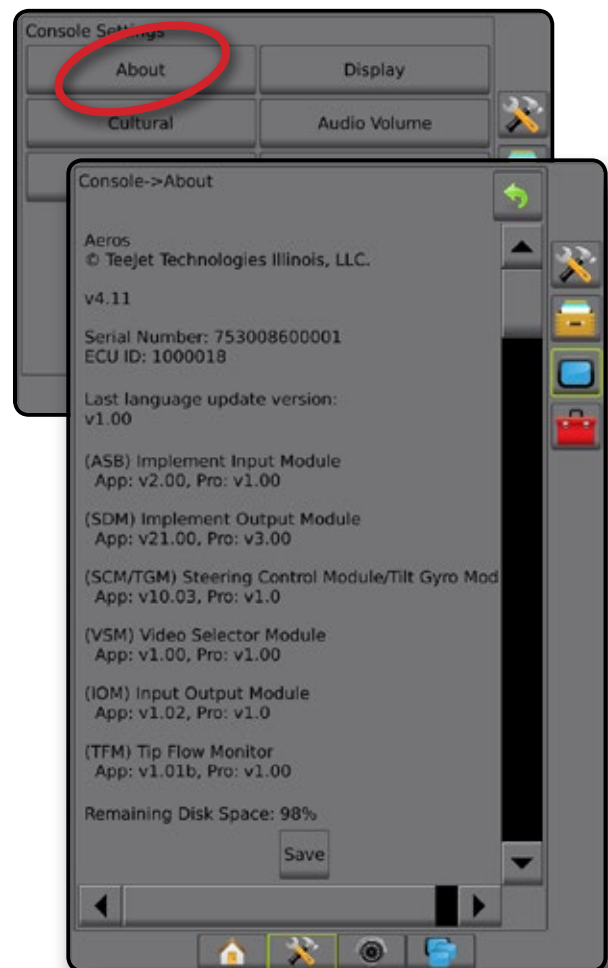 Console Settings
About
Display
Cultural
Audio Volume
Console->About
Aeros
© TeeJet Technologies Illinois, LLC.
v4.11
Serial Number: 753008600001
ECU ID: 1000018
Last language update version:
v1.00
(ASB) Implement Input Module
App: v2.00, Pro: v1.00
(SDM) Implement Output Module
App: v21.00, Pro: v3.00
(SCM/TGM) Steering Control Module/Tilt Gyro Mod
App: v10.03, Pro: v1.0
(VSM) Video Selector Module
App: v1.00, Pro: v1.00
(IOM) Input Output Module
App: v1.02, Pro: v1.0
(TFM) Tip Flow Monitor
App: v1.01b, Pro: v1.00
Remaining Disk Space: 98%
Save